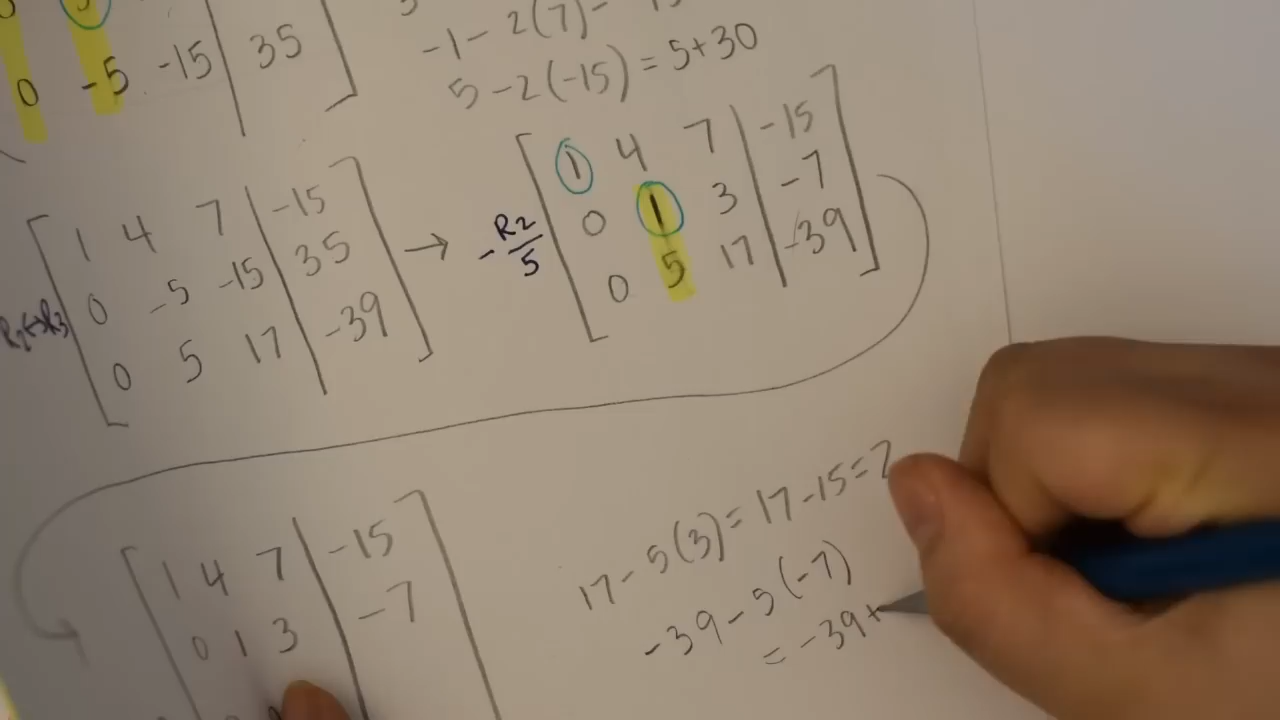 0 -5 -15 | 35
-1 - 2(7) =
5 - 2(-15) = 5+30
R2↔R3
1 4 7 | -15
0 -5 -15 | 35
0 5 17 | -39
→
-R2/5
1 4 7 | -15
0 1 3 | -7
0 5 17 | -39
1 4 7 | -15
0 1 3 | -7
17 - 5(3) = 17 - 15 = 2
-39 - 5(-7)
= -39+